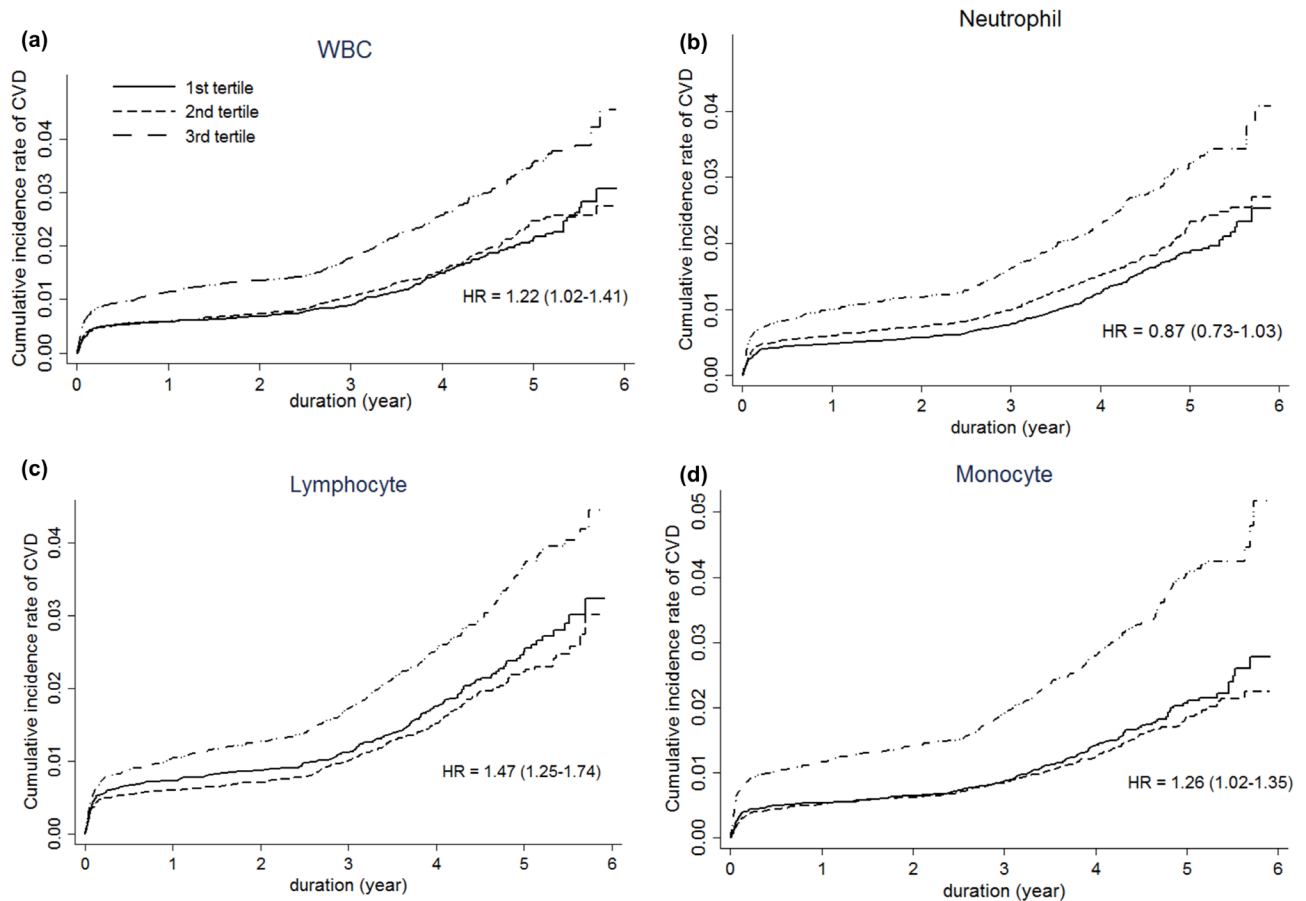 (a)
WBC
Cumulative incidence rate of CVD
0.00 0.01 0.02 0.03 0.04
1st tertile
2nd tertile
3rd tertile
HR = 1.22 (1.02-1.41)
0 1 2 3 4 5 6
duration (year)
(b)
Neutrophil
Cumulative incidence rate of CVD
0.00 0.01 0.02 0.03 0.04
HR = 0.87 (0.73-1.03)
0 1 2 3 4 5 6
duration (year)
(c)
Lymphocyte
Cumulative incidence rate of CVD
0.00 0.01 0.02 0.03 0.04
HR = 1.47 (1.25-1.74)
0 1 2 3 4 5 6
duration (year)
(d)
Monocyte
Cumulative incidence rate of CVD
0.00 0.01 0.02 0.03 0.04 0.05
HR = 1.26 (1.02-1.35)
0 1 2 3 4 5 6
duration (year)